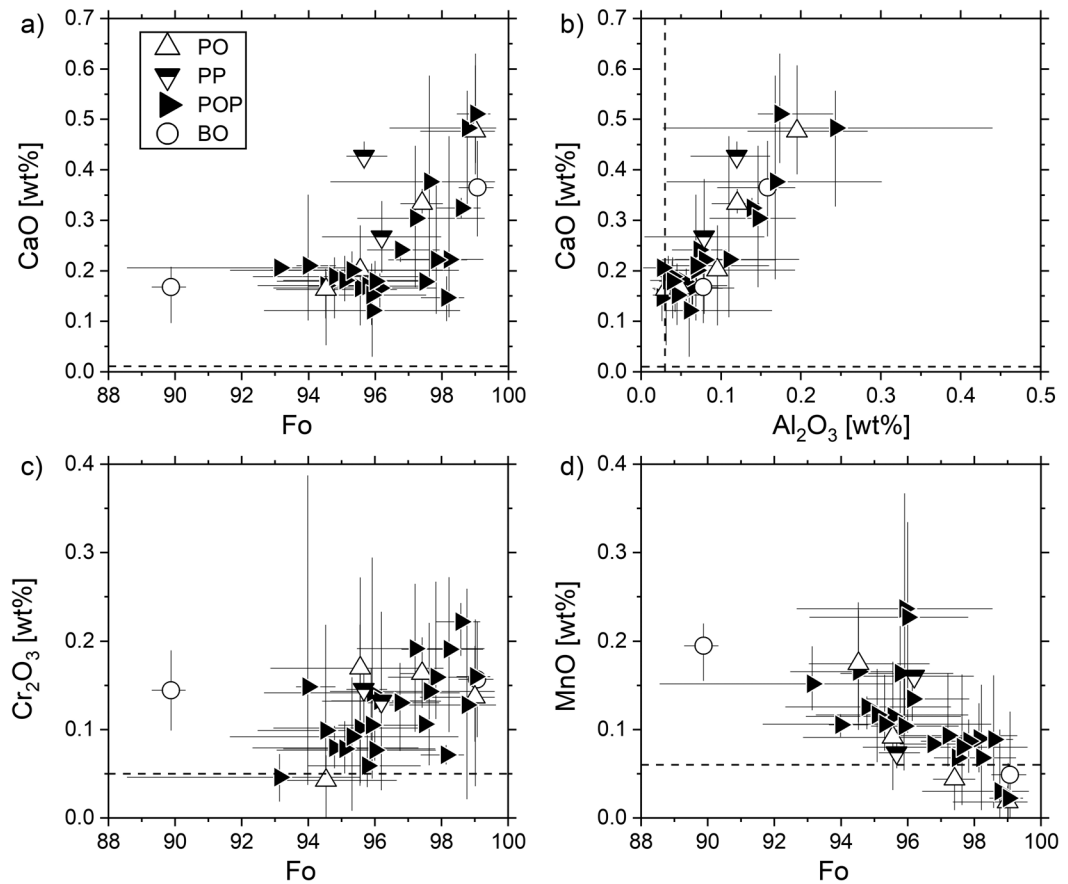 a)
0.7
0.6
0.5
0.4
0.3
0.2
0.1
0.0
CaO [wt%]
PO
PP
POP
BO
88 90 92 94 96 98 100
Fo
b)
0.7
0.6
0.5
0.4
0.3
0.2
0.1
0.0
CaO [wt%]
0.0 0.1 0.2 0.3 0.4 0.5
Al₂O₃ [wt%]
c)
0.4
0.3
0.2
0.1
0.0
Cr₂O₃ [wt%]
88 90 92 94 96 98 100
Fo
d)
0.4
0.3
0.2
0.1
0.0
MnO [wt%]
88 90 92 94 96 98 100
Fo